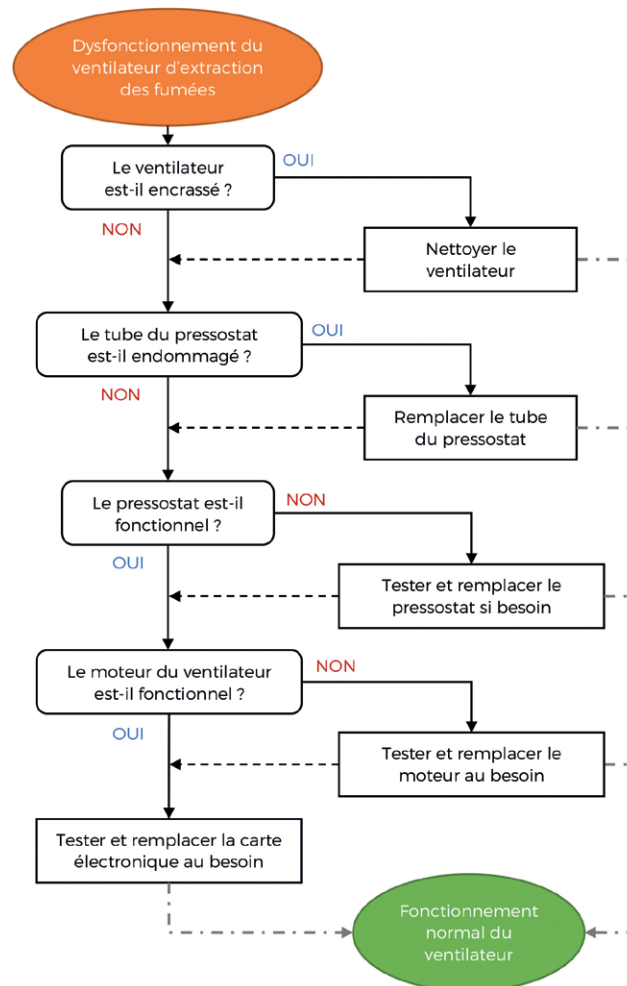 Dysfonctionnement du
ventilateur d'extraction
des fumées
Le ventilateur
est-il encrassé ?
OUI
NON
Nettoyer le
ventilateur
Le tube du pressostat
est-il endommagé ?
OUI
NON
Remplacer le tube
du pressostat
Le pressostat est-il
fonctionnel ?
NON
OUI
Tester et remplacer le
pressostat si besoin
Le moteur du ventilateur
est-il fonctionnel ?
NON
OUI
Tester et remplacer le
moteur au besoin
Tester et remplacer la carte
électronique au besoin
Fonctionnement
normal du
ventilateur